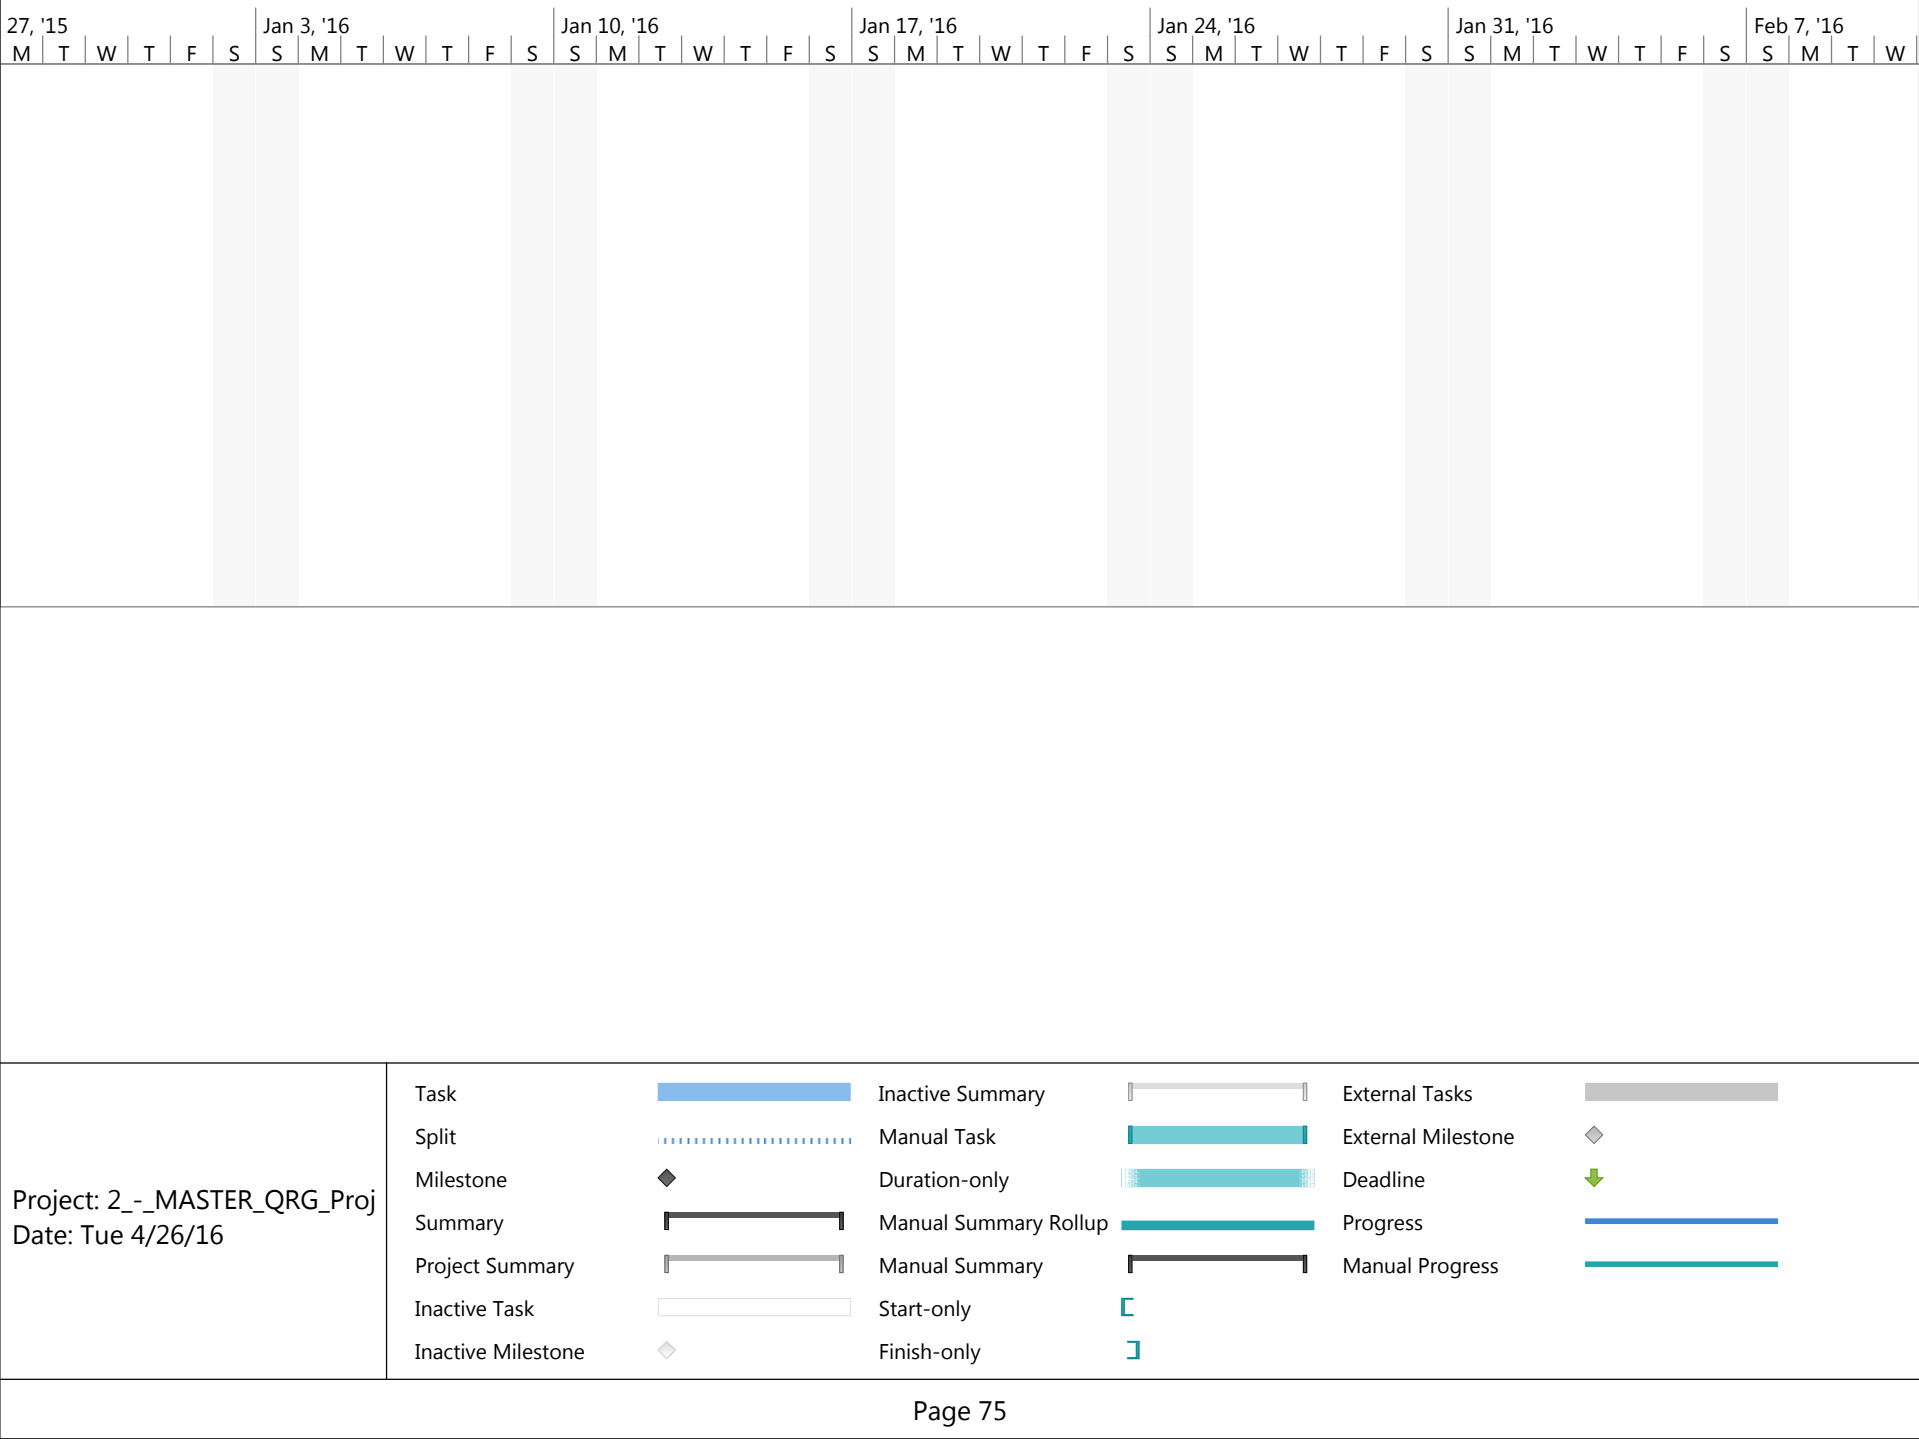 27, '15 Jan 3, '16 Jan 10, '16 Jan 17, '16 Jan 24, '16 Jan 31, '16 Feb 7, '16
M T W T F S S M T W T F S S M T W T F S S M T W T F S S M T W T F S S M T W T F S S M T W
Task Inactive Summary External Tasks
Split Manual Task External Milestone
Milestone Duration-only Deadline
Project: 2_-_MASTER_QRG_Proj
Date: Tue 4/26/16
Summary Manual Summary Rollup Progress
Project Summary Manual Summary Manual Progress
Inactive Task Start-only
Inactive Milestone Finish-only
Page 75